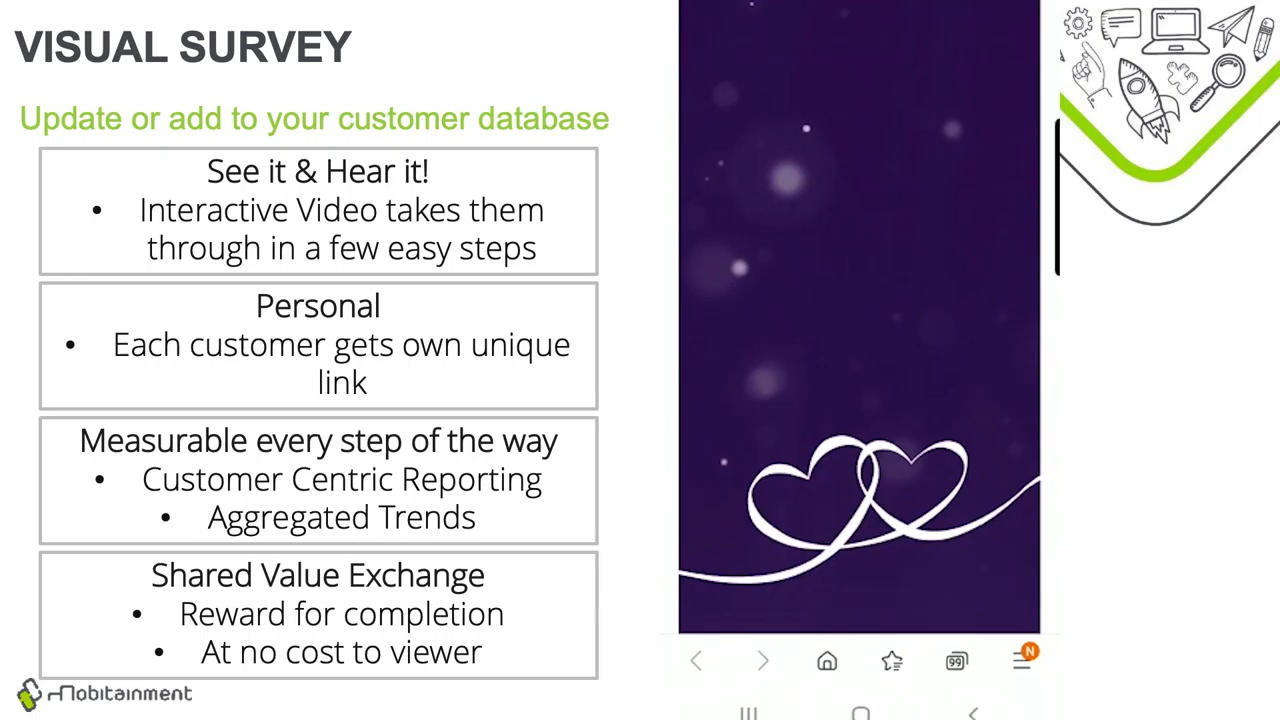 VISUAL SURVEY
Update or add to your customer database
See it & Hear it!
• Interactive Video takes them
through in a few easy steps
Personal
• Each customer gets own unique
link
Measurable every step of the way
• Customer Centric Reporting
• Aggregated Trends
Shared Value Exchange
• Reward for completion
• At no cost to viewer
Mobitainment
99
N